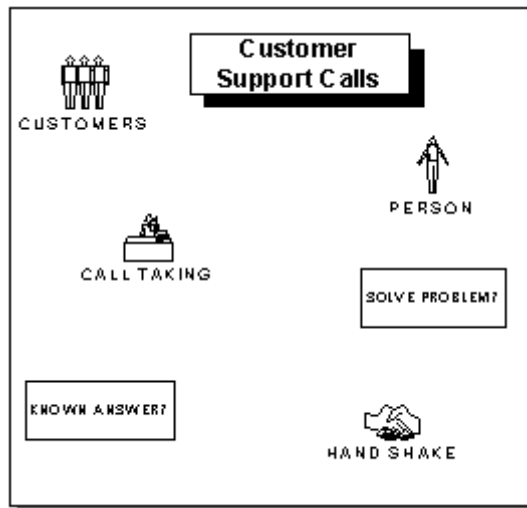 Customer
Support Calls
CUSTOMERS
PERSON
CALL TAKING
SOLVE PROBLEM?
KNOWN ANSWER?
HAND SHAKE